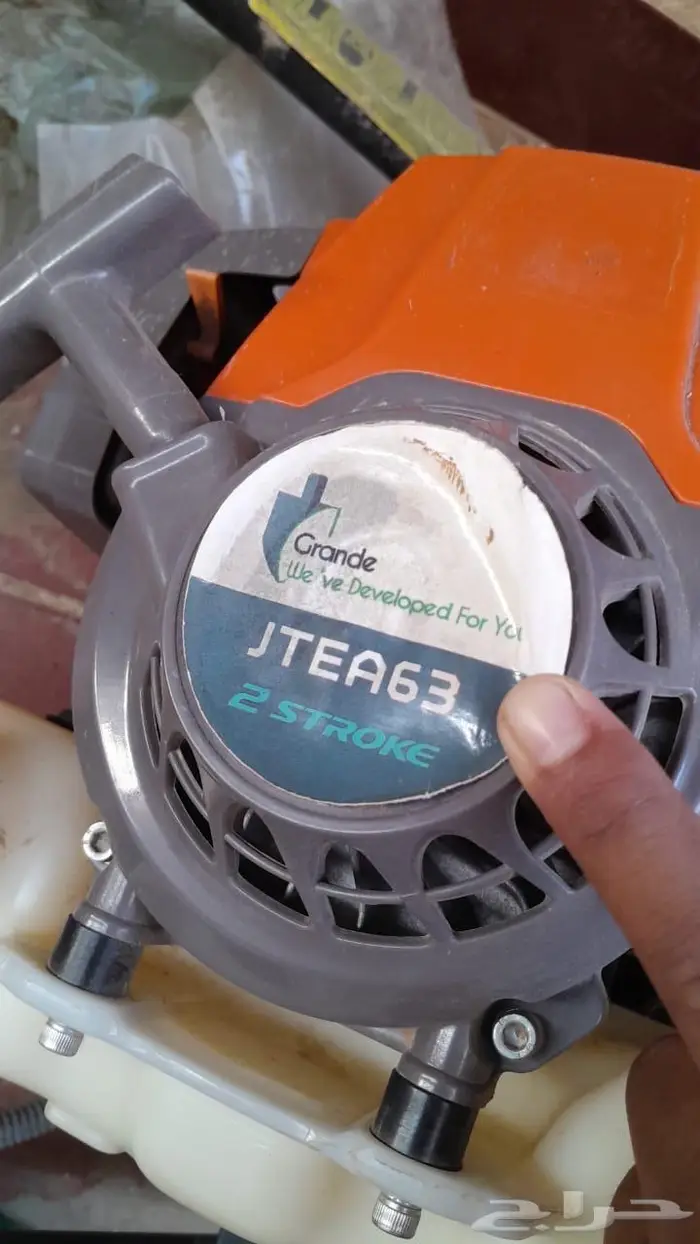 Grande
We 've Developed For You
JTEA63
2 STROKE
حراج